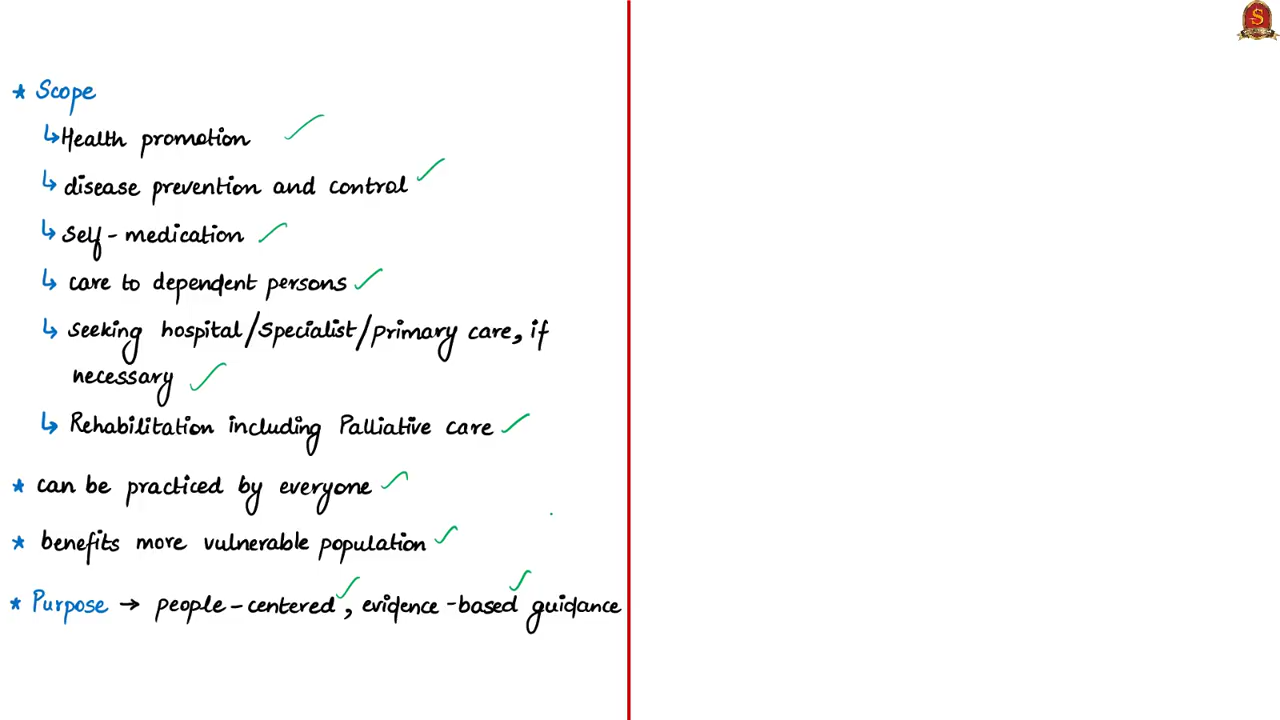 * Scope
↳ Health promotion
↳ disease prevention and control
↳ Self-medication
↳ care to dependent persons
↳ seeking hospital/specialist/primary care, if
necessary
↳ Rehabilitation including Palliative care
* can be practiced by everyone
* benefits more vulnerable population
* Purpose → people-centered, evidence-based guidance
S